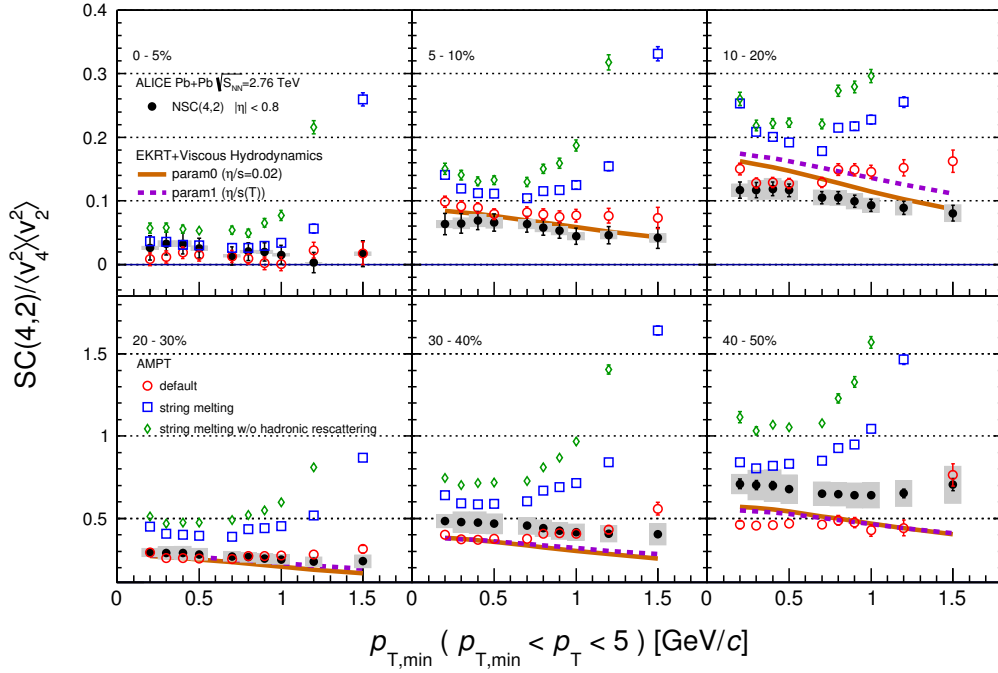 0.4
0.3
0.2
0.1
0
0 - 5%
ALICE Pb+Pb √S_NN=2.76 TeV
NSC(4,2) |η| < 0.8
EKRT+Viscous Hydrodynamics
param0 (η/s=0.02)
param1 (η/s(T))
5 - 10%
10 - 20%
SC(4,2)/⟨v₄²⟩⟨v₂²⟩
1.5
1
0.5
20 - 30%
AMPT
default
string melting
string melting w/o hadronic rescattering
30 - 40%
40 - 50%
0 0.5 1 1.5 0 0.5 1 1.5 0 0.5 1 1.5
p_T,min ( p_T,min < p_T < 5 ) [GeV/c]